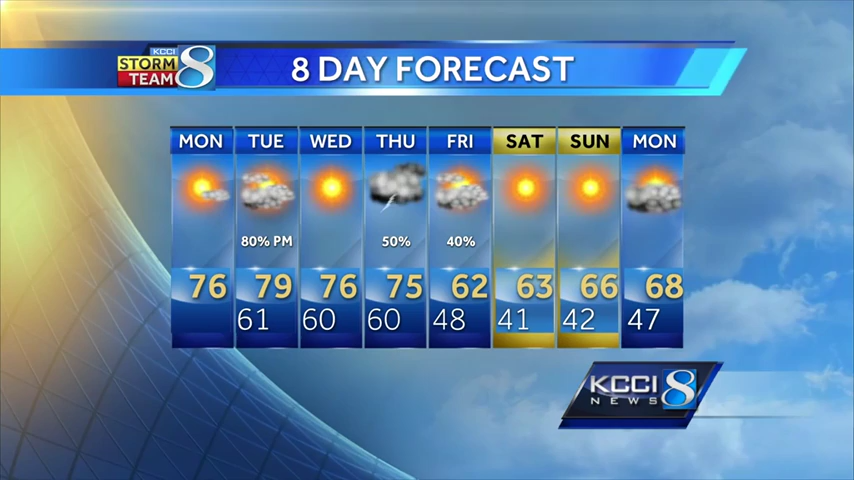 KCCI
STORM
TEAM 8
8 DAY FORECAST
MON TUE WED THU FRI SAT SUN MON
80% PM 50% 40%
76 79 76 75 62 63 66 68
61 60 60 48 41 42 47
KCCI 8
NEWS